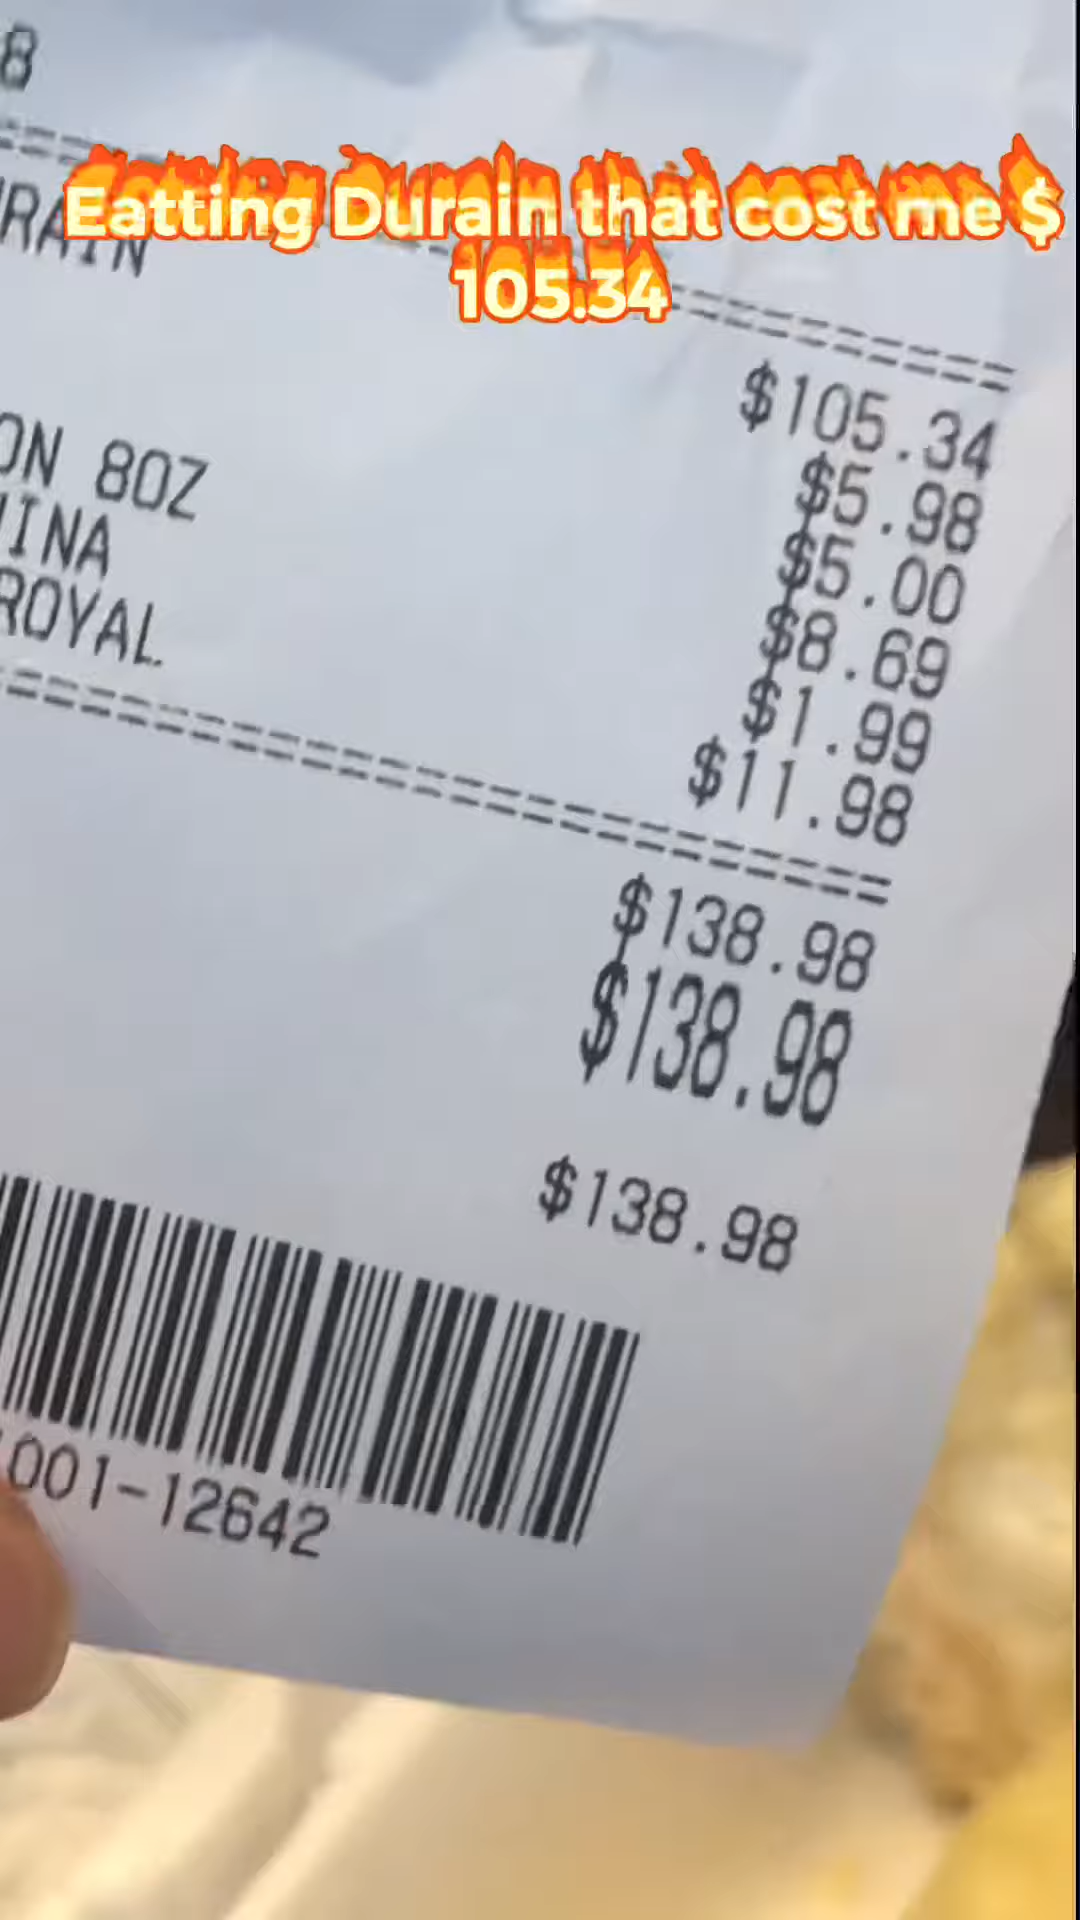 8
Eatting Durain that cost me $
105.34
RAIN
$105.34
$5.98
ON 8OZ $5.00
INA $8.69
ROYAL $1.99
$11.98
$138.98
$138.98
$138.98
001-12642